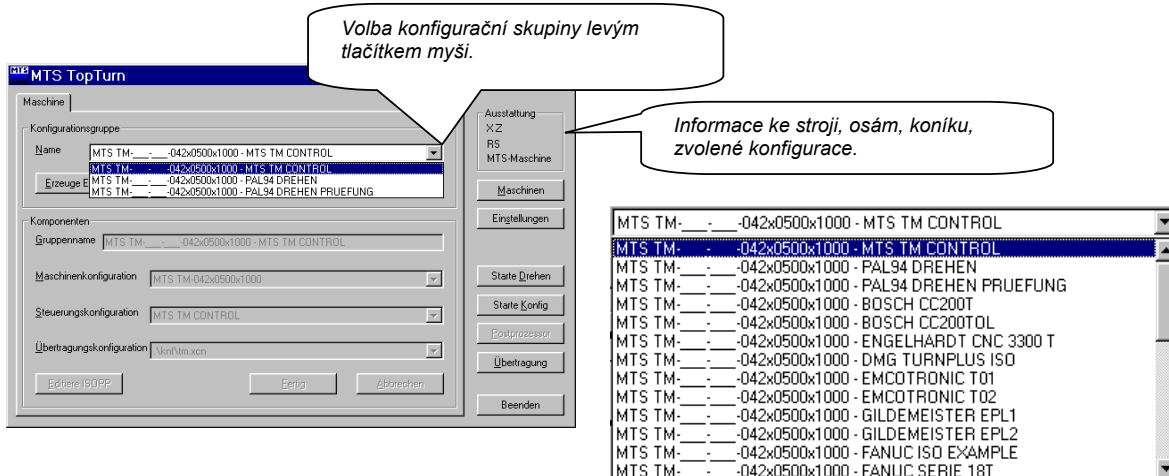 Volba konfigurační skupiny levým
tlačítkem myši.
MTS MTS TopTurn
Maschine
Konfigurationsgruppe
Name
MTS TM-___-___-042x0500x1000 - MTS TM CONTROL
MTS TM-___-___-042x0500x1000 - MTS TM CONTROL
MTS TM-___-___-042x0500x1000 - PAL94 DREHEN
MTS TM-___-___-042x0500x1000 - PAL94 DREHEN PRUEFUNG
Erzeuge
Komponenten
Gruppenname
MTS TM-___-___-042x0500x1000 - MTS TM CONTROL
Maschinenkonfiguration
MTS TM-042x0500x1000
Steuerungskonfiguration
MTS TM CONTROL
Übertragungskonfiguration
.\knf\tm.xcn
Editiere ISOPP
Fertig
Abbrechen
Ausstattung
XZ
RS
MTS-Maschine
Maschinen
Einstellungen
Starte Drehen
Starte Konfig
Postprozessor
Übertragung
Beenden
Informace ke stroji, osám, koníku,
zvolené konfigurace.
MTS TM-___-___-042x0500x1000 - MTS TM CONTROL
MTS TM-___-___-042x0500x1000 - MTS TM CONTROL
MTS TM-___-___-042x0500x1000 - PAL94 DREHEN
MTS TM-___-___-042x0500x1000 - PAL94 DREHEN PRUEFUNG
MTS TM-___-___-042x0500x1000 - BOSCH CC200T
MTS TM-___-___-042x0500x1000 - BOSCH CC200TOL
MTS TM-___-___-042x0500x1000 - ENGELHARDT CNC 3300 T
MTS TM-___-___-042x0500x1000 - DMG TURNPLUS ISO
MTS TM-___-___-042x0500x1000 - EMCOTRONIC T01
MTS TM-___-___-042x0500x1000 - EMCOTRONIC T02
MTS TM-___-___-042x0500x1000 - GILDEMEISTER EPL1
MTS TM-___-___-042x0500x1000 - GILDEMEISTER EPL2
MTS TM-___-___-042x0500x1000 - FANUC ISO EXAMPLE
MTS TM-___-___-042x0500x1000 - FANUC SERIE 18T